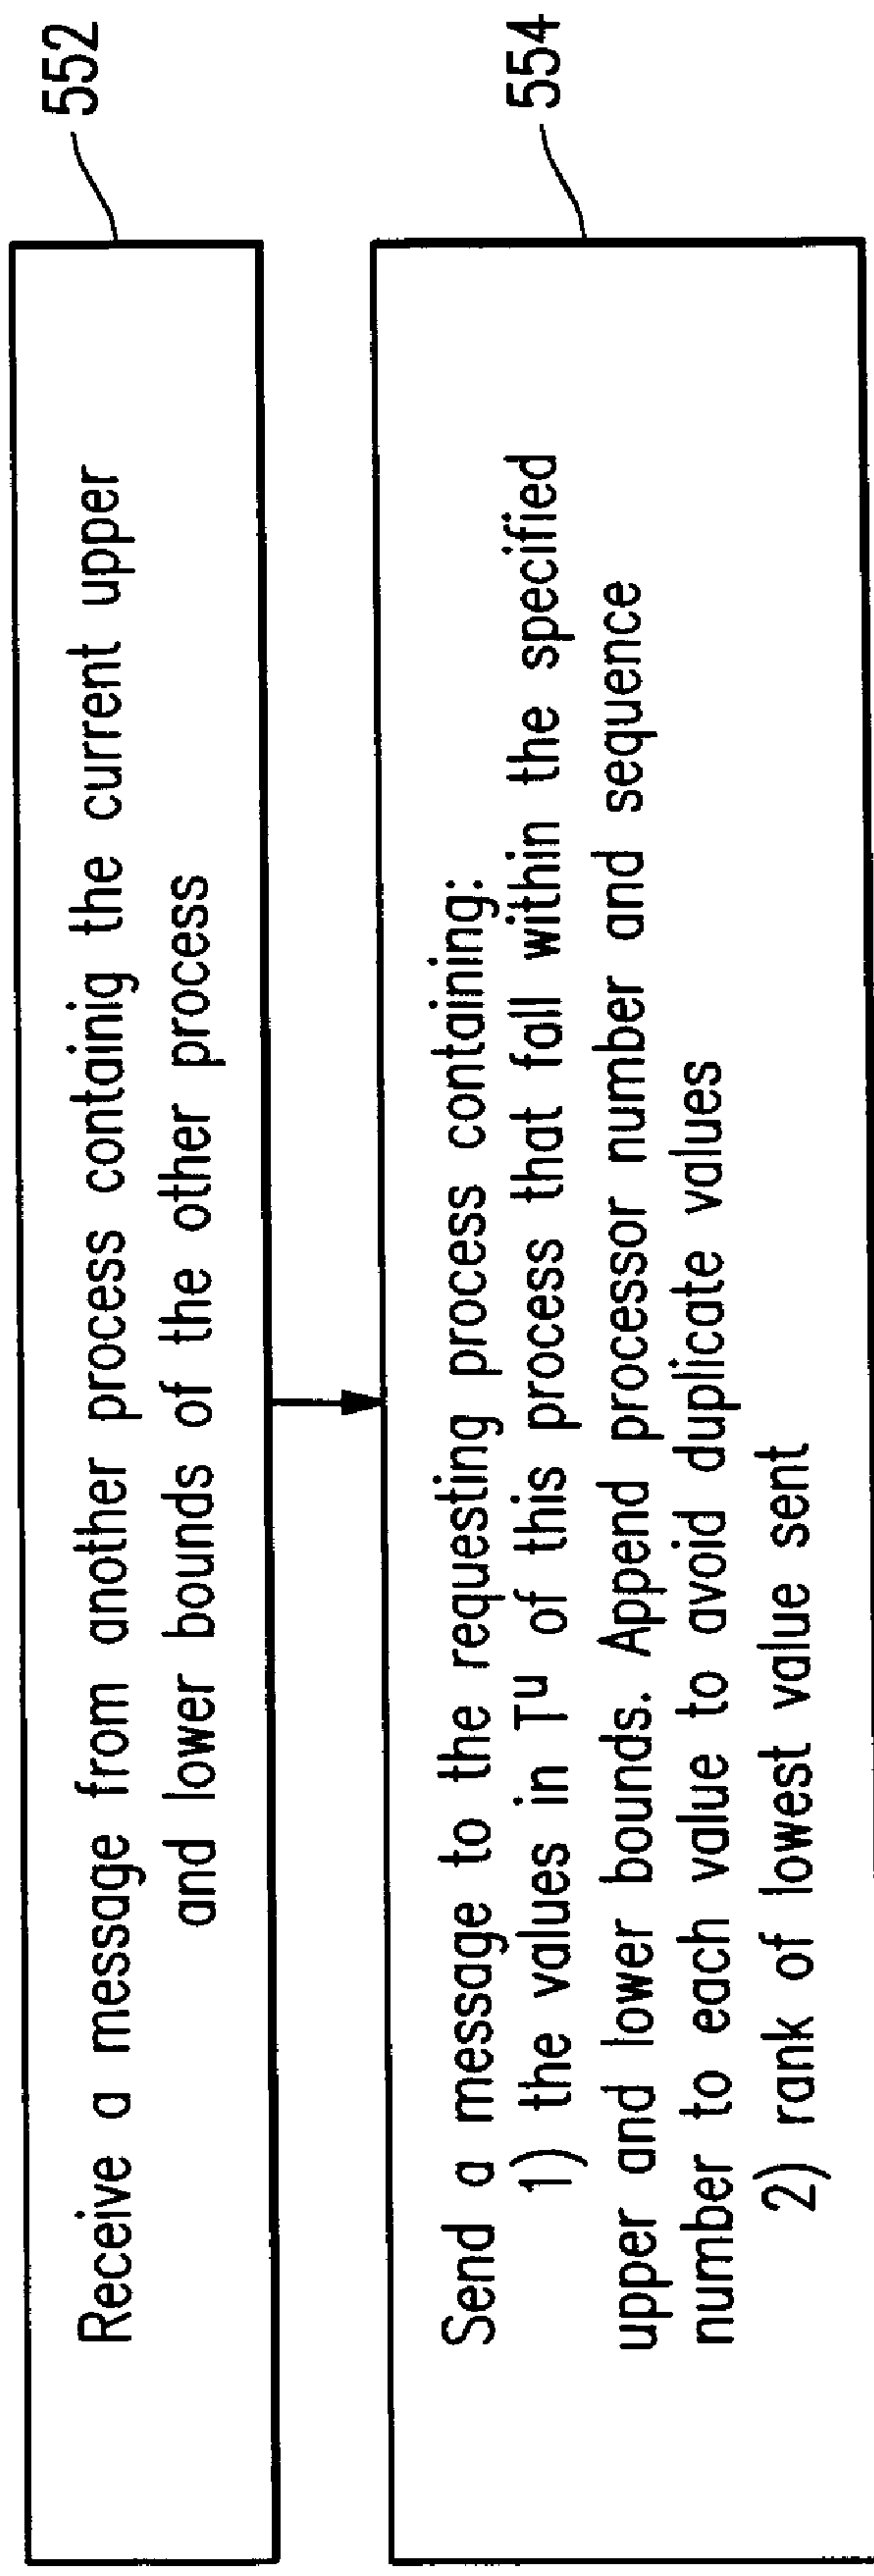 Receive a message from another process containig the current upper
and lower bounds of the other process
552
Send a message to the requesting process containing:
1) the values in Tᵘ of this process that fall within the specified
upper and lower bounds. Append processor number and sequence
number to each value to avoid duplicate values
2) rank of lowest value sent
554